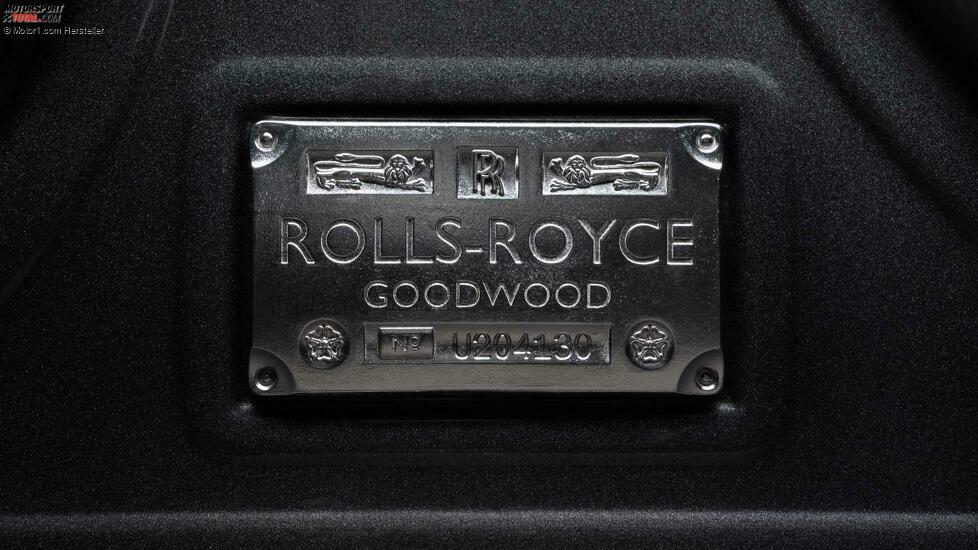 MOTORSPORT
TOTAL.COM
© Motor1.com Hersteller
RR
ROLLS-ROYCE
GOODWOOD
Nº U204130